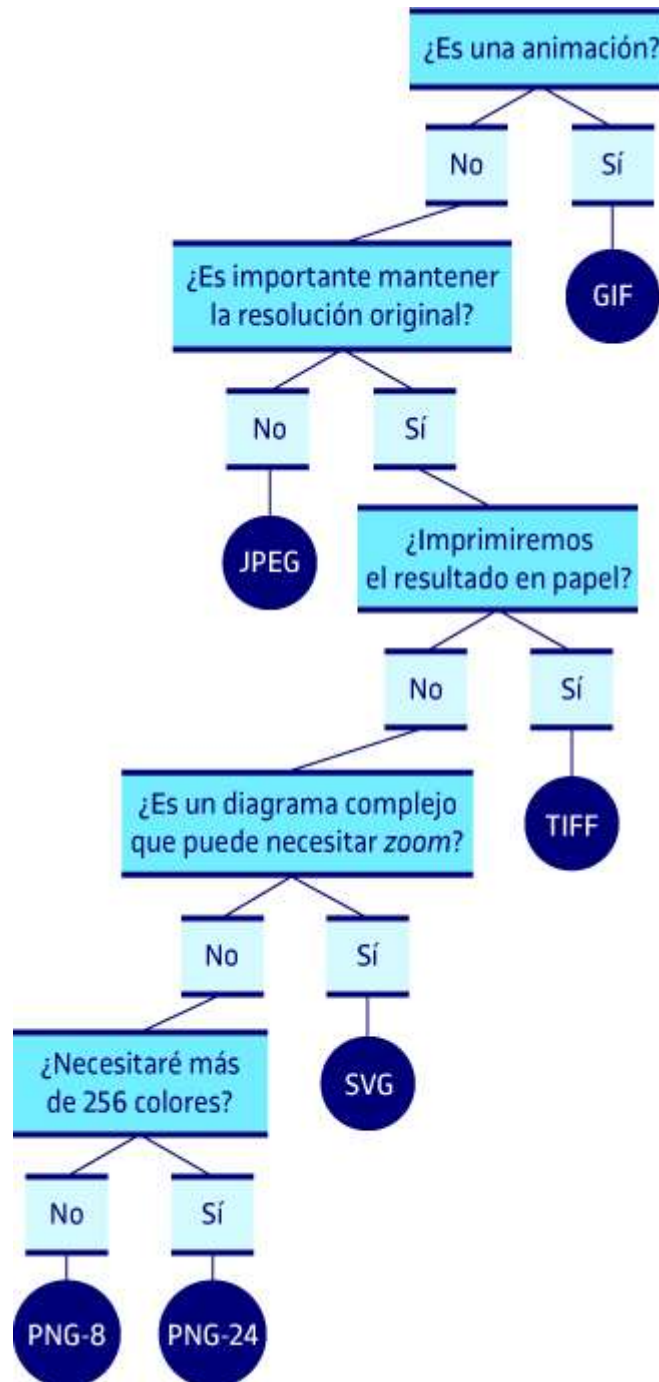 ¿Es una animación?
No
Sí
GIF
¿Es importante mantener
la resolución original?
No
Sí
JPEG
¿Imprimiremos
el resultado en papel?
No
Sí
TIFF
¿Es un diagrama complejo
que puede necesitar zoom?
No
Sí
SVG
¿Necesitaré más
de 256 colores?
No
Sí
PNG-8
PNG-24